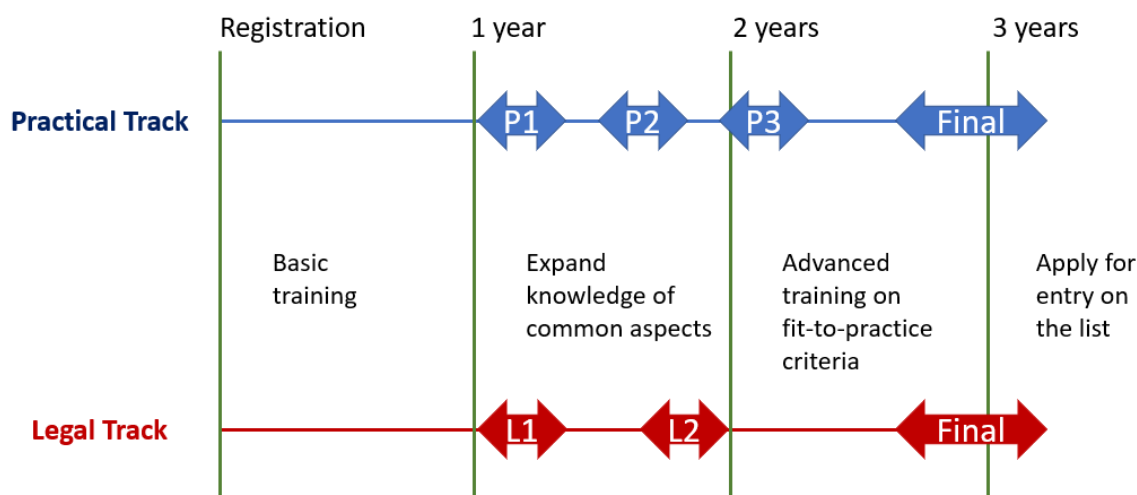 Registration
1 year
2 years
3 years
Practical Track
P1
P2
P3
Final
Basic
training
Expand
knowledge of
common aspects
Advanced
training on
fit-to-practice
criteria
Apply for
entry on
the list
Legal Track
L1
L2
Final